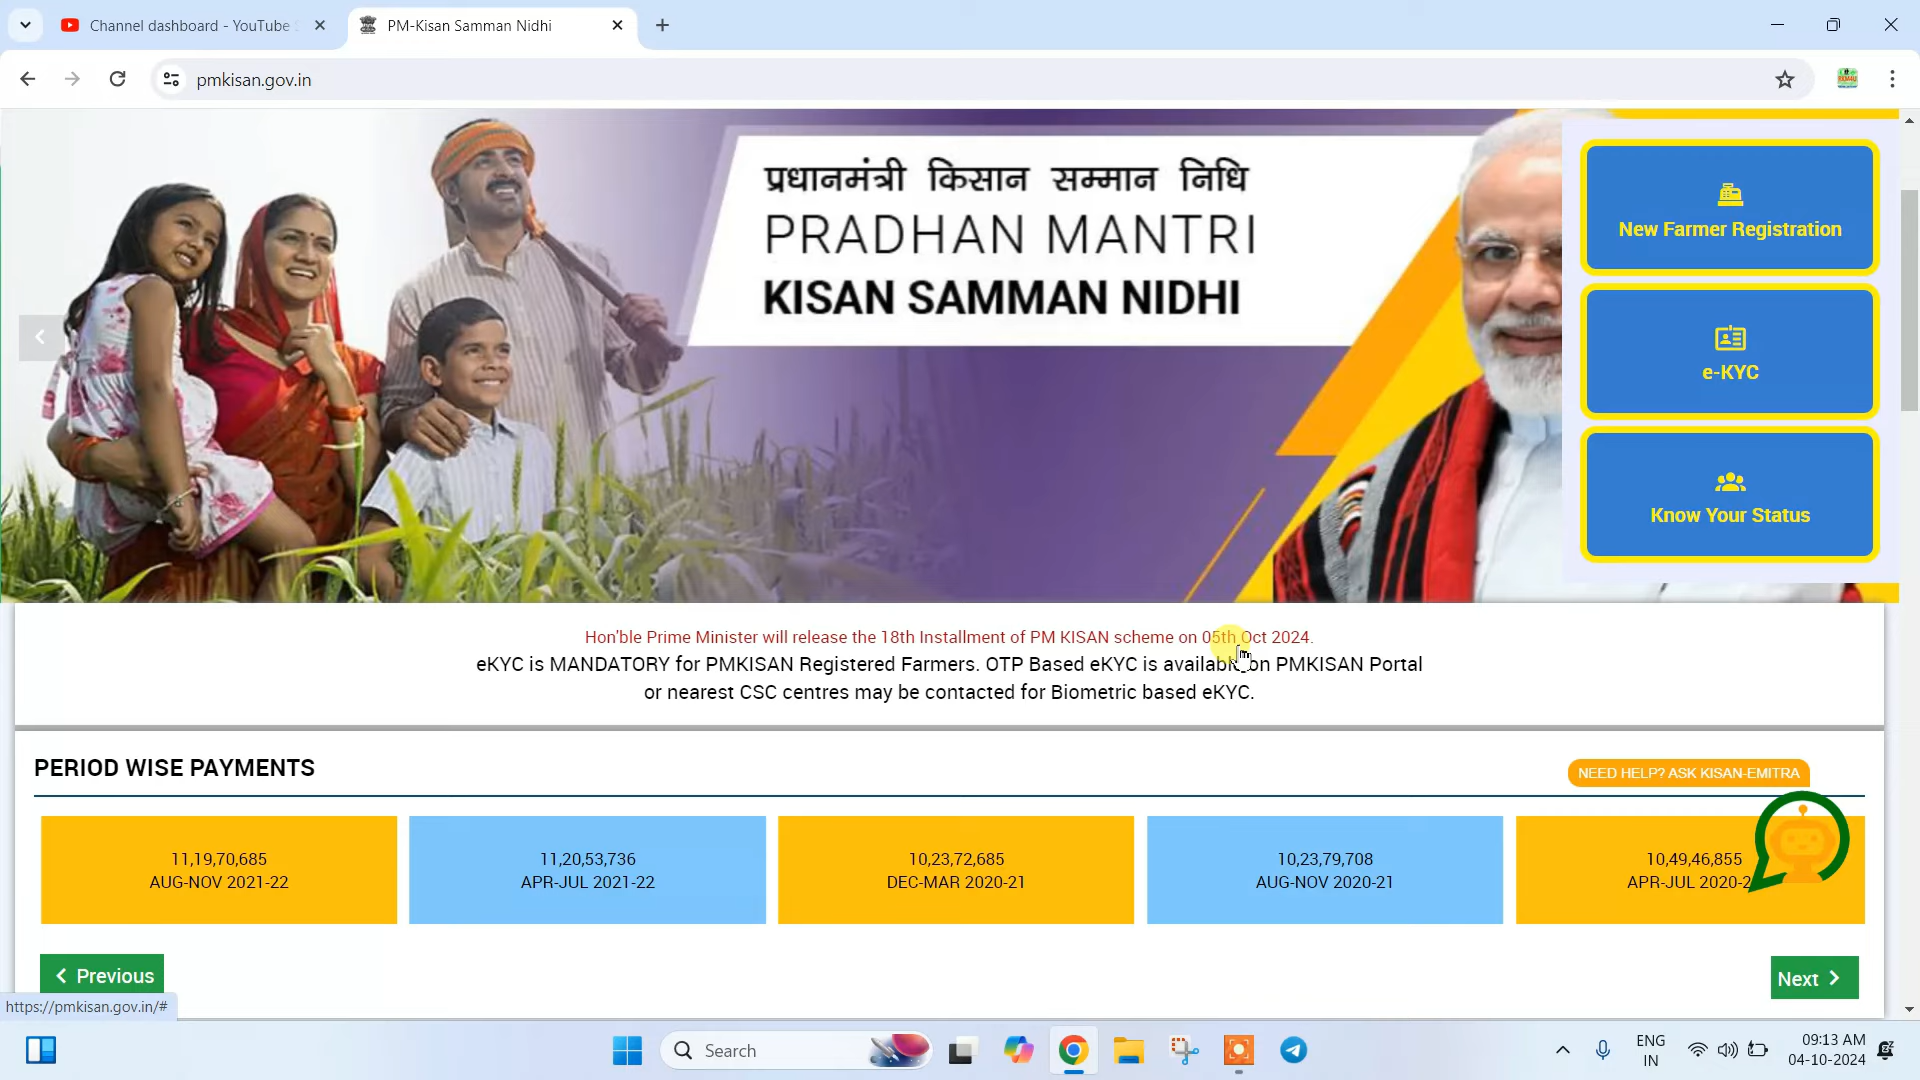 Channel dashboard - YouTube S
PM-Kisan Samman Nidhi
pmkisan.gov.in
प्रधानमंत्री किसान सम्मान निधि
PRADHAN MANTRI
KISAN SAMMAN NIDHI
New Farmer Registration
e-KYC
Know Your Status
Hon'ble Prime Minister will release the 18th Installment of PM KISAN scheme on 05th Oct 2024.
eKYC is MANDATORY for PMKISAN Registered Farmers. OTP Based eKYC is available on PMKISAN Portal
or nearest CSC centres may be contacted for Biometric based eKYC.
PERIOD WISE PAYMENTS
NEED HELP? ASK KISAN-EMITRA
11,19,70,685
AUG-NOV 2021-22
11,20,53,736
APR-JUL 2021-22
10,23,72,685
DEC-MAR 2020-21
10,23,79,708
AUG-NOV 2020-21
10,49,46,855
APR-JUL 2020-2
Previous
Next
https://pmkisan.gov.in/#
Search
ENG
IN
09:13 AM
04-10-2024